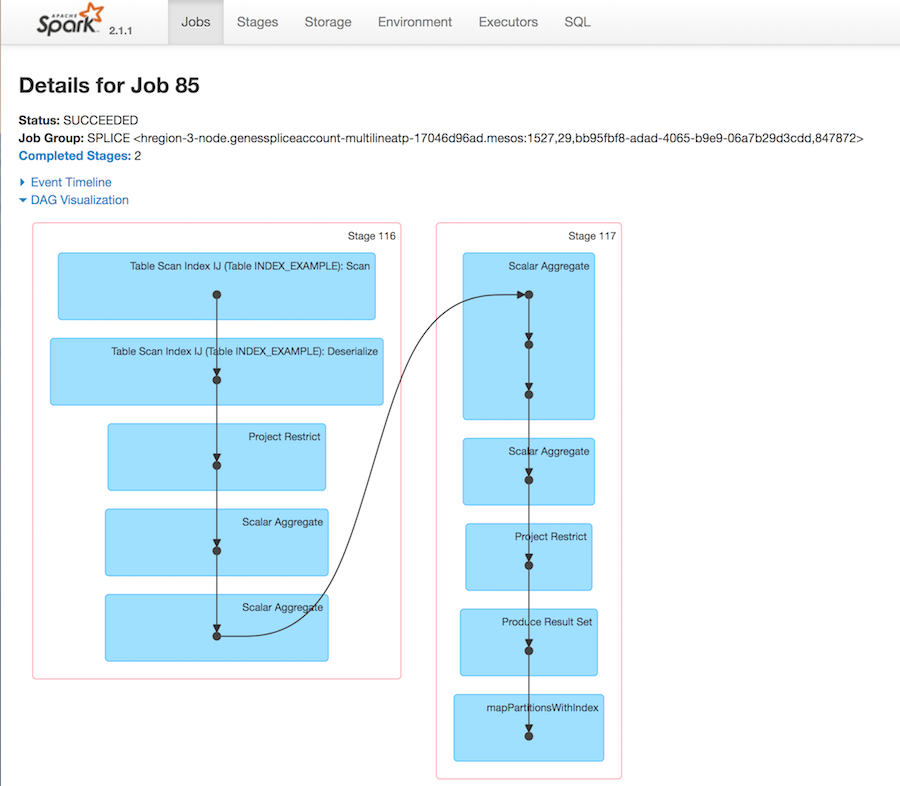 APACHE
Spark 2.1.1
Jobs Stages Storage Environment Executors SQL
Details for Job 85
Status: SUCCEEDED
Job Group: SPLICE <hregion-3-node.genesspliceaccount-multilineatp-17046d96ad.mesos:1527,29,bb95fbf8-adad-4065-b9e9-06a7b29d3cdd,847872>
Completed Stages: 2
Event Timeline
DAG Visualization
Stage 116
Table Scan Index IJ (Table INDEX_EXAMPLE): Scan
Table Scan Index IJ (Table INDEX_EXAMPLE): Deserialize
Project Restrict
Scalar Aggregate
Scalar Aggregate
Stage 117
Scalar Aggregate
Scalar Aggregate
Project Restrict
Produce Result Set
mapPartitionsWithIndex